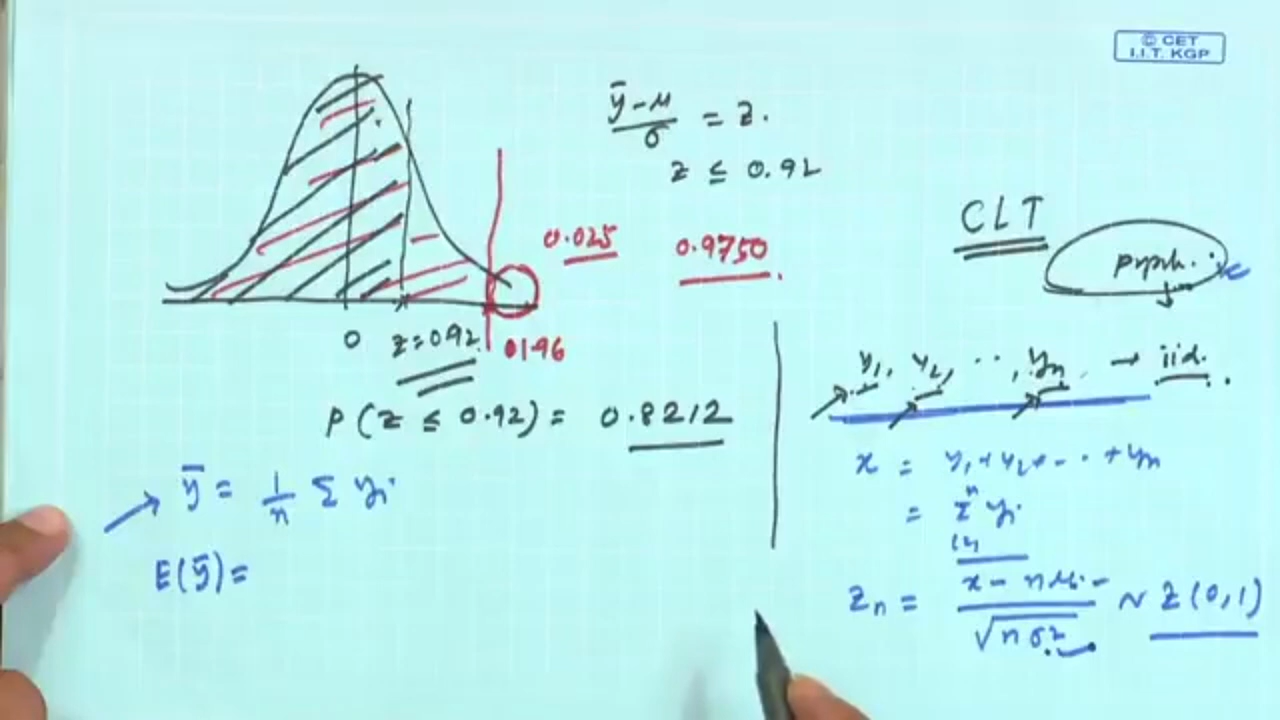 © CET
I.I.T. KGP
ȳ-μ/σ = z.
z ≤ 0.92
CLT
0.025 0.9750.
0 z=0.92 1.96
P(z ≤ 0.92) = 0.8212
y₁, y₂, .., yₙ, → iid.
x = y₁+y₂+-..+yₙ
= Σ yᵢ
ȳ = 1/n Σ yᵢ
E(ȳ) =
zₙ = x-nμ/√nσ² ~ Z(0,1)